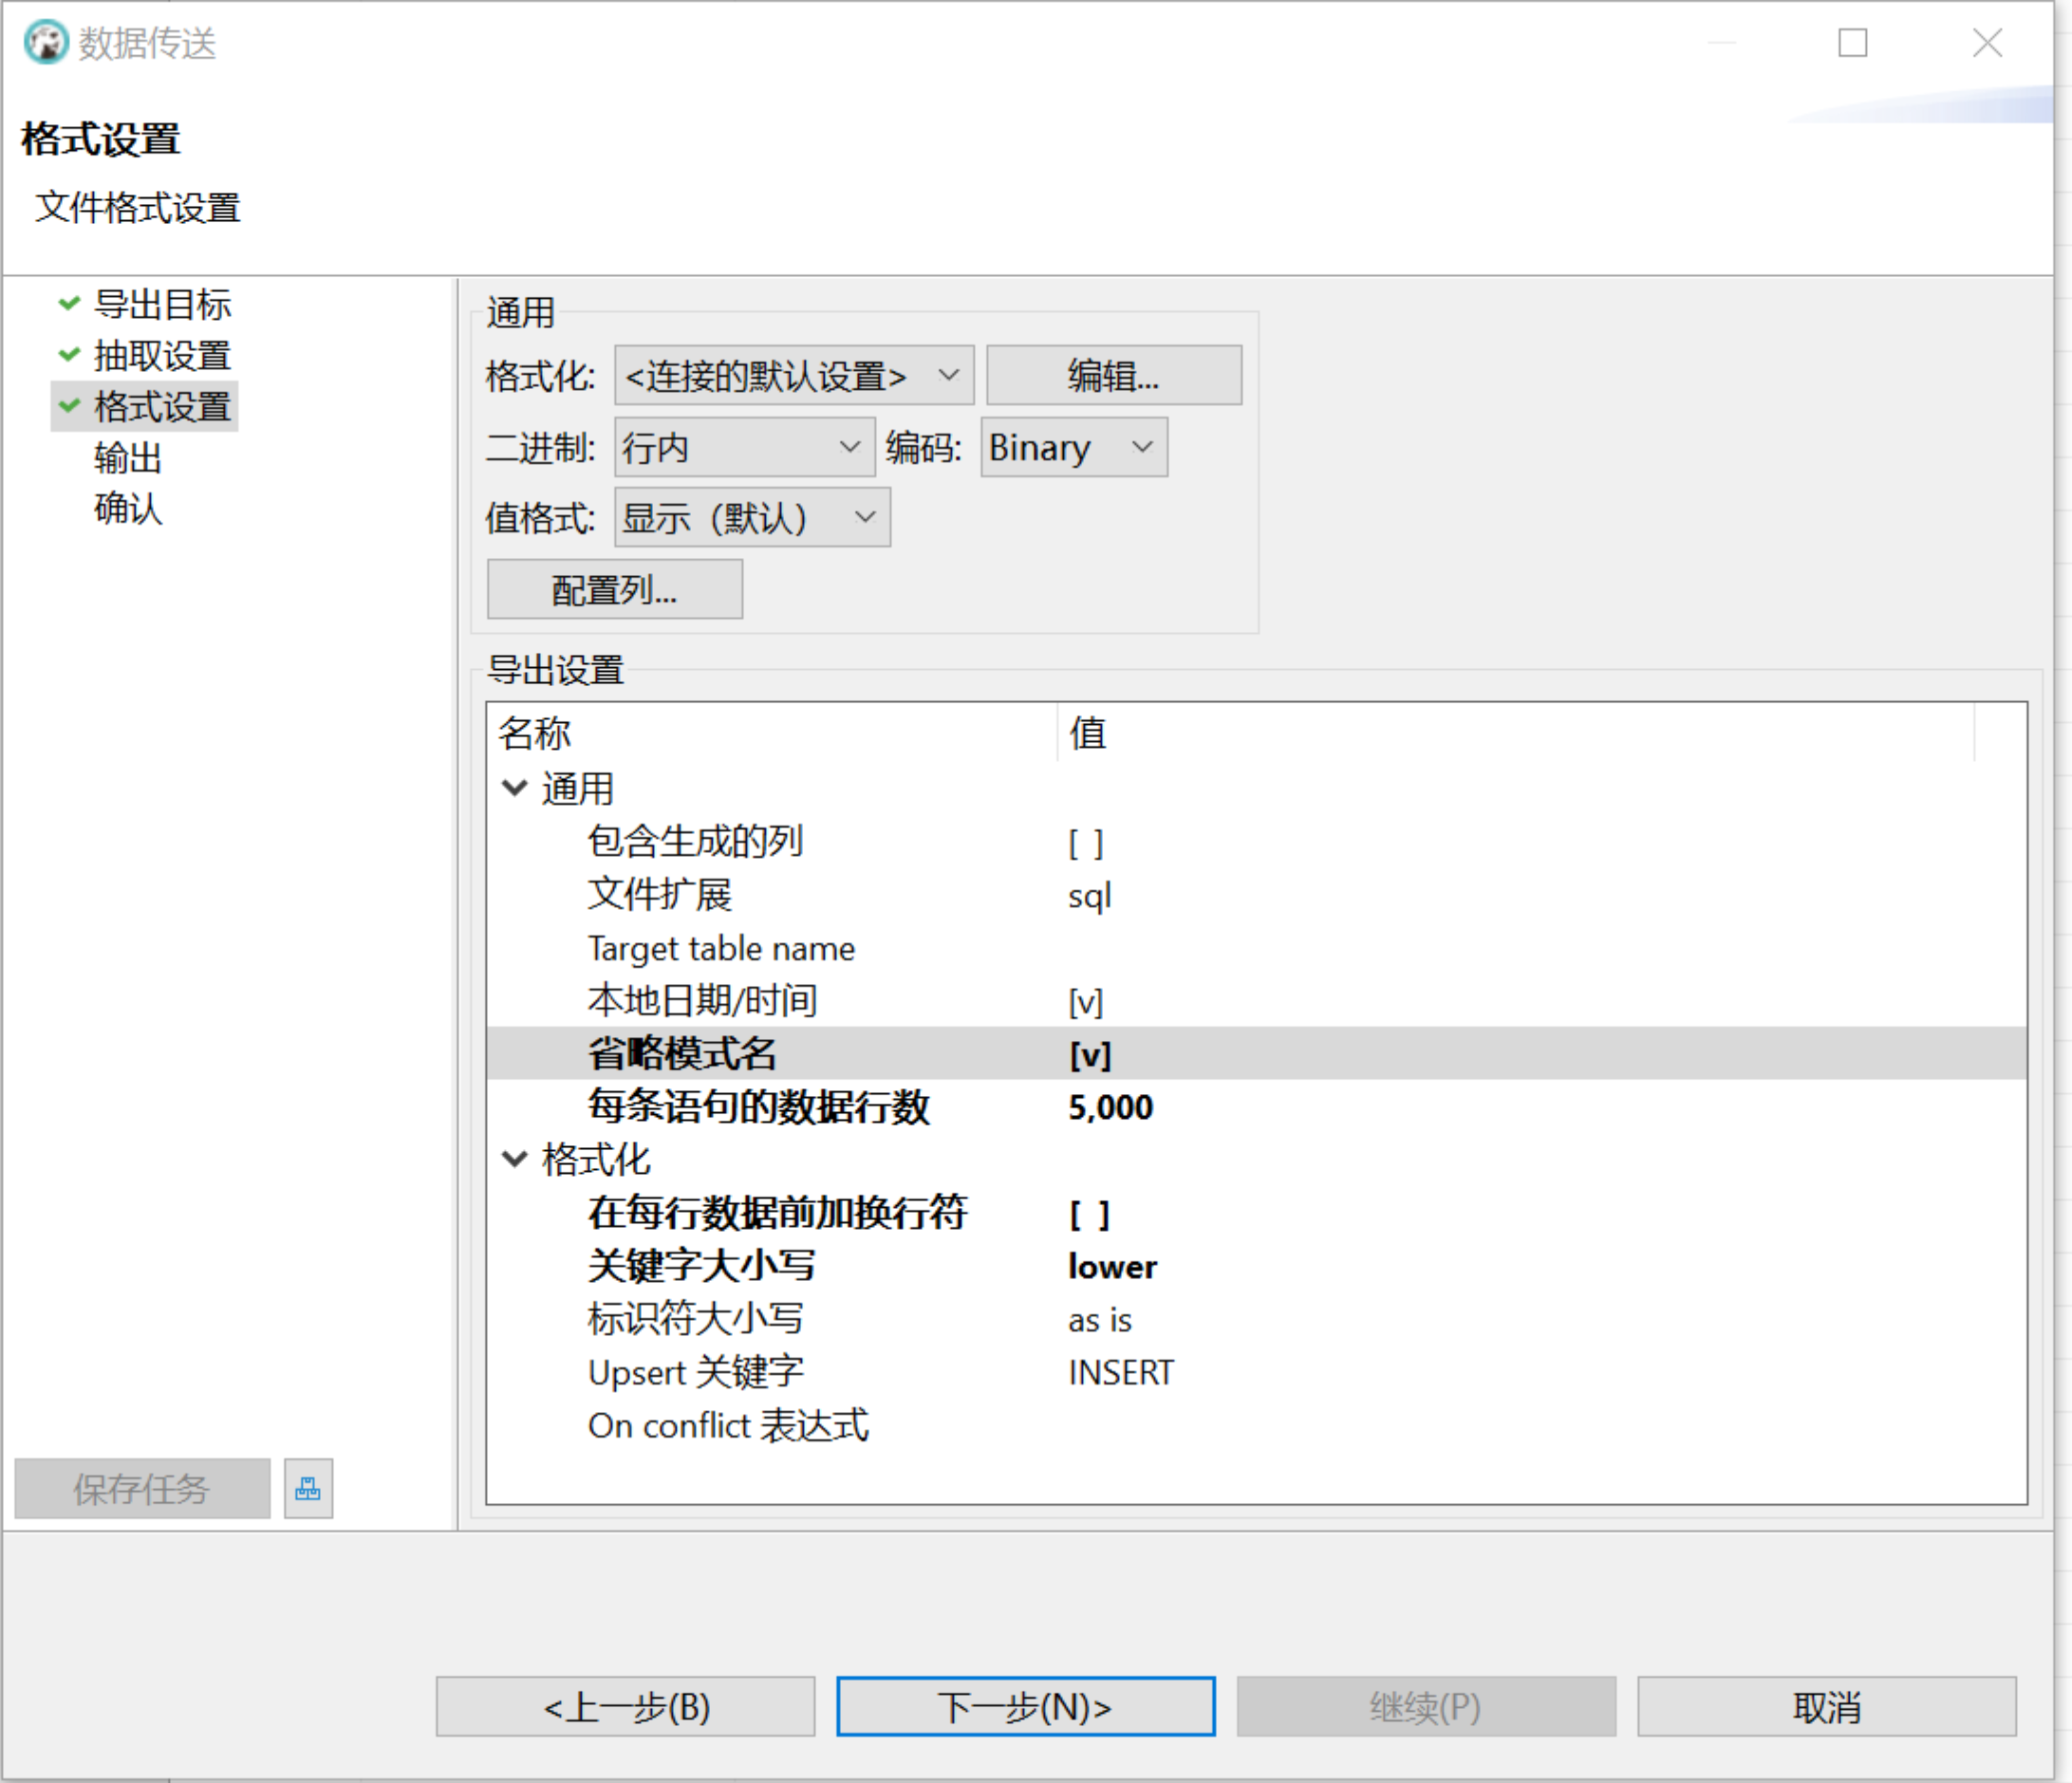 数据传送
格式设置
文件格式设置
导出目标
抽取设置
格式设置
输出
确认
保存任务
通用
格式化: <连接的默认设置> 编辑...
二进制: 行内 编码: Binary
值格式: 显示（默认）
配置列...
导出设置
名称 值
通用
包含生成的列 [ ]
文件扩展 sql
Target table name
本地日期/时间 [v]
省略模式名 [v]
每条语句的数据行数 5,000
格式化
在每行数据前加换行符 [ ]
关键字大小写 lower
标识符大小写 as is
Upsert 关键字 INSERT
On conflict 表达式
<上一步(B) 下一步(N)> 继续(P) 取消